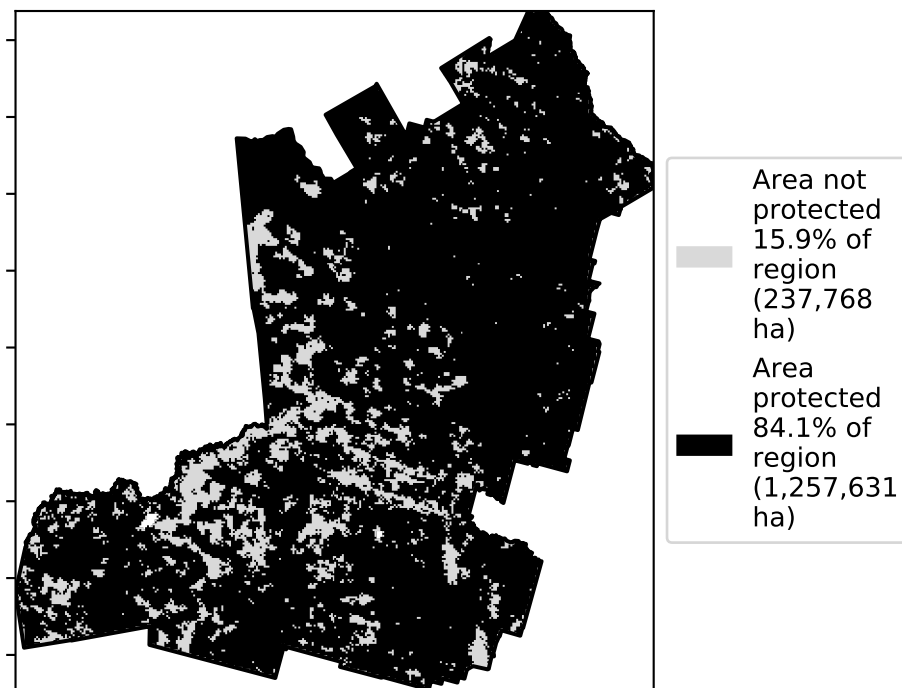 Area not
protected
15.9% of
region
(237,768
ha)
Area
protected
84.1% of
region
(1,257,631
ha)